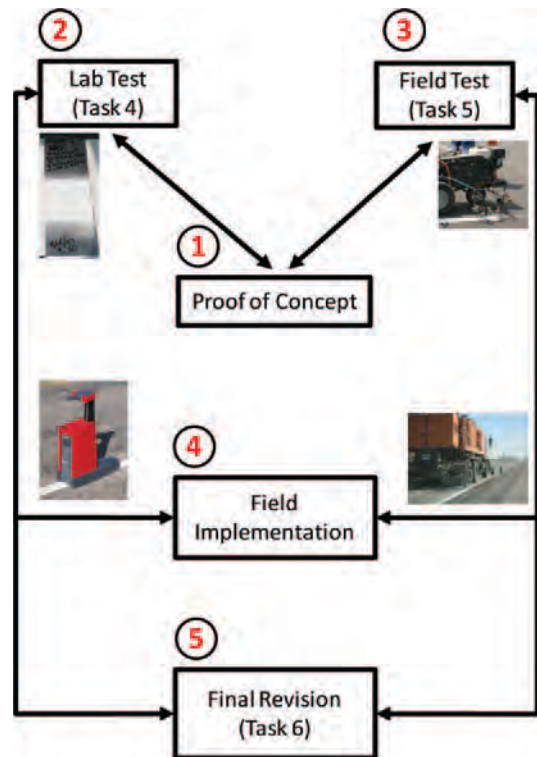 2
3
Lab Test
(Task 4)
Field Test
(Task 5)
1
Proof of Concept
4
Field
Implementation
5
Final Revision
(Task 6)